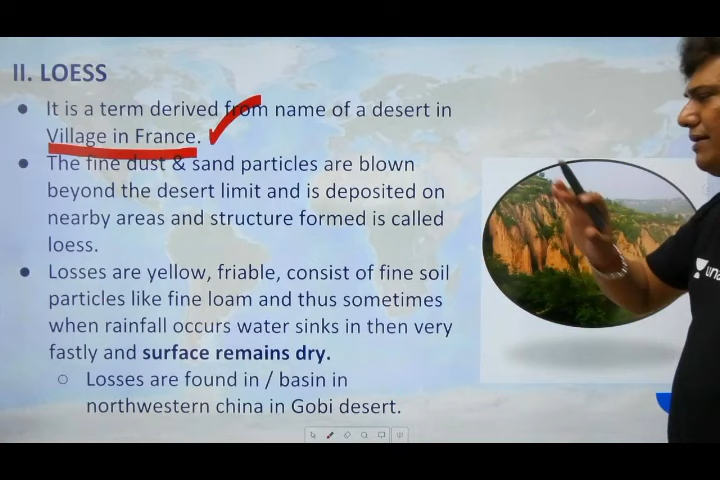 II. LOESS
● It is a term derived from name of a desert in
Village in France.
● The fine dust & sand particles are blown
beyond the desert limit and is deposited on
nearby areas and structure formed is called
loess.
● Losses are yellow, friable, consist of fine soil
particles like fine loam and thus sometimes
when rainfall occurs water sinks in then very
fastly and surface remains dry.
○ Losses are found in / basin in
northwestern china in Gobi desert.